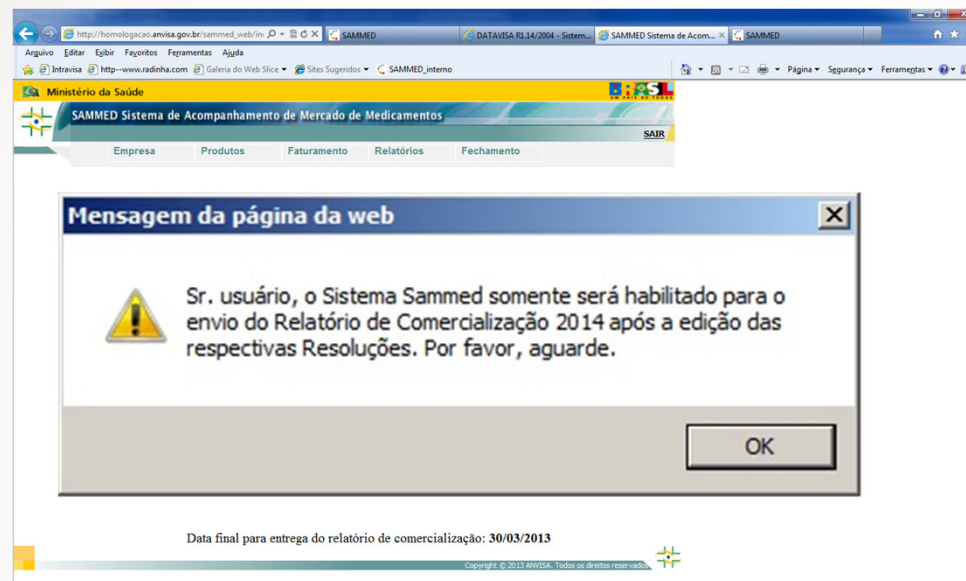 http://homologacao.anvisa.gov.br/sammed_web/in
SAMMED
DATAVISA R1.14/2004 - Sistem...
SAMMED Sistema de Acom...
SAMMED
Arquivo Editar Exibir Favoritos Ferramentas Ajuda
Intravisa http--www.radinha.com Galeria do Web Slice Sites Sugeridos SAMMED_interno
Página Segurança Ferramentas
Ministério da Saúde
BRASIL
SAMMED Sistema de Acompanhamento de Mercado de Medicamentos
SAIR
Empresa Produtos Faturamento Relatórios Fechamento
Mensagem da página da web
Sr. usuário, o Sistema Sammed somente será habilitado para o
envio do Relatório de Comercialização 2014 após a edição das
respectivas Resoluções. Por favor, aguarde.
OK
Data final para entrega do relatório de comercialização: 30/03/2013
Copyright © 2013 ANVISA. Todos os direitos reservados.